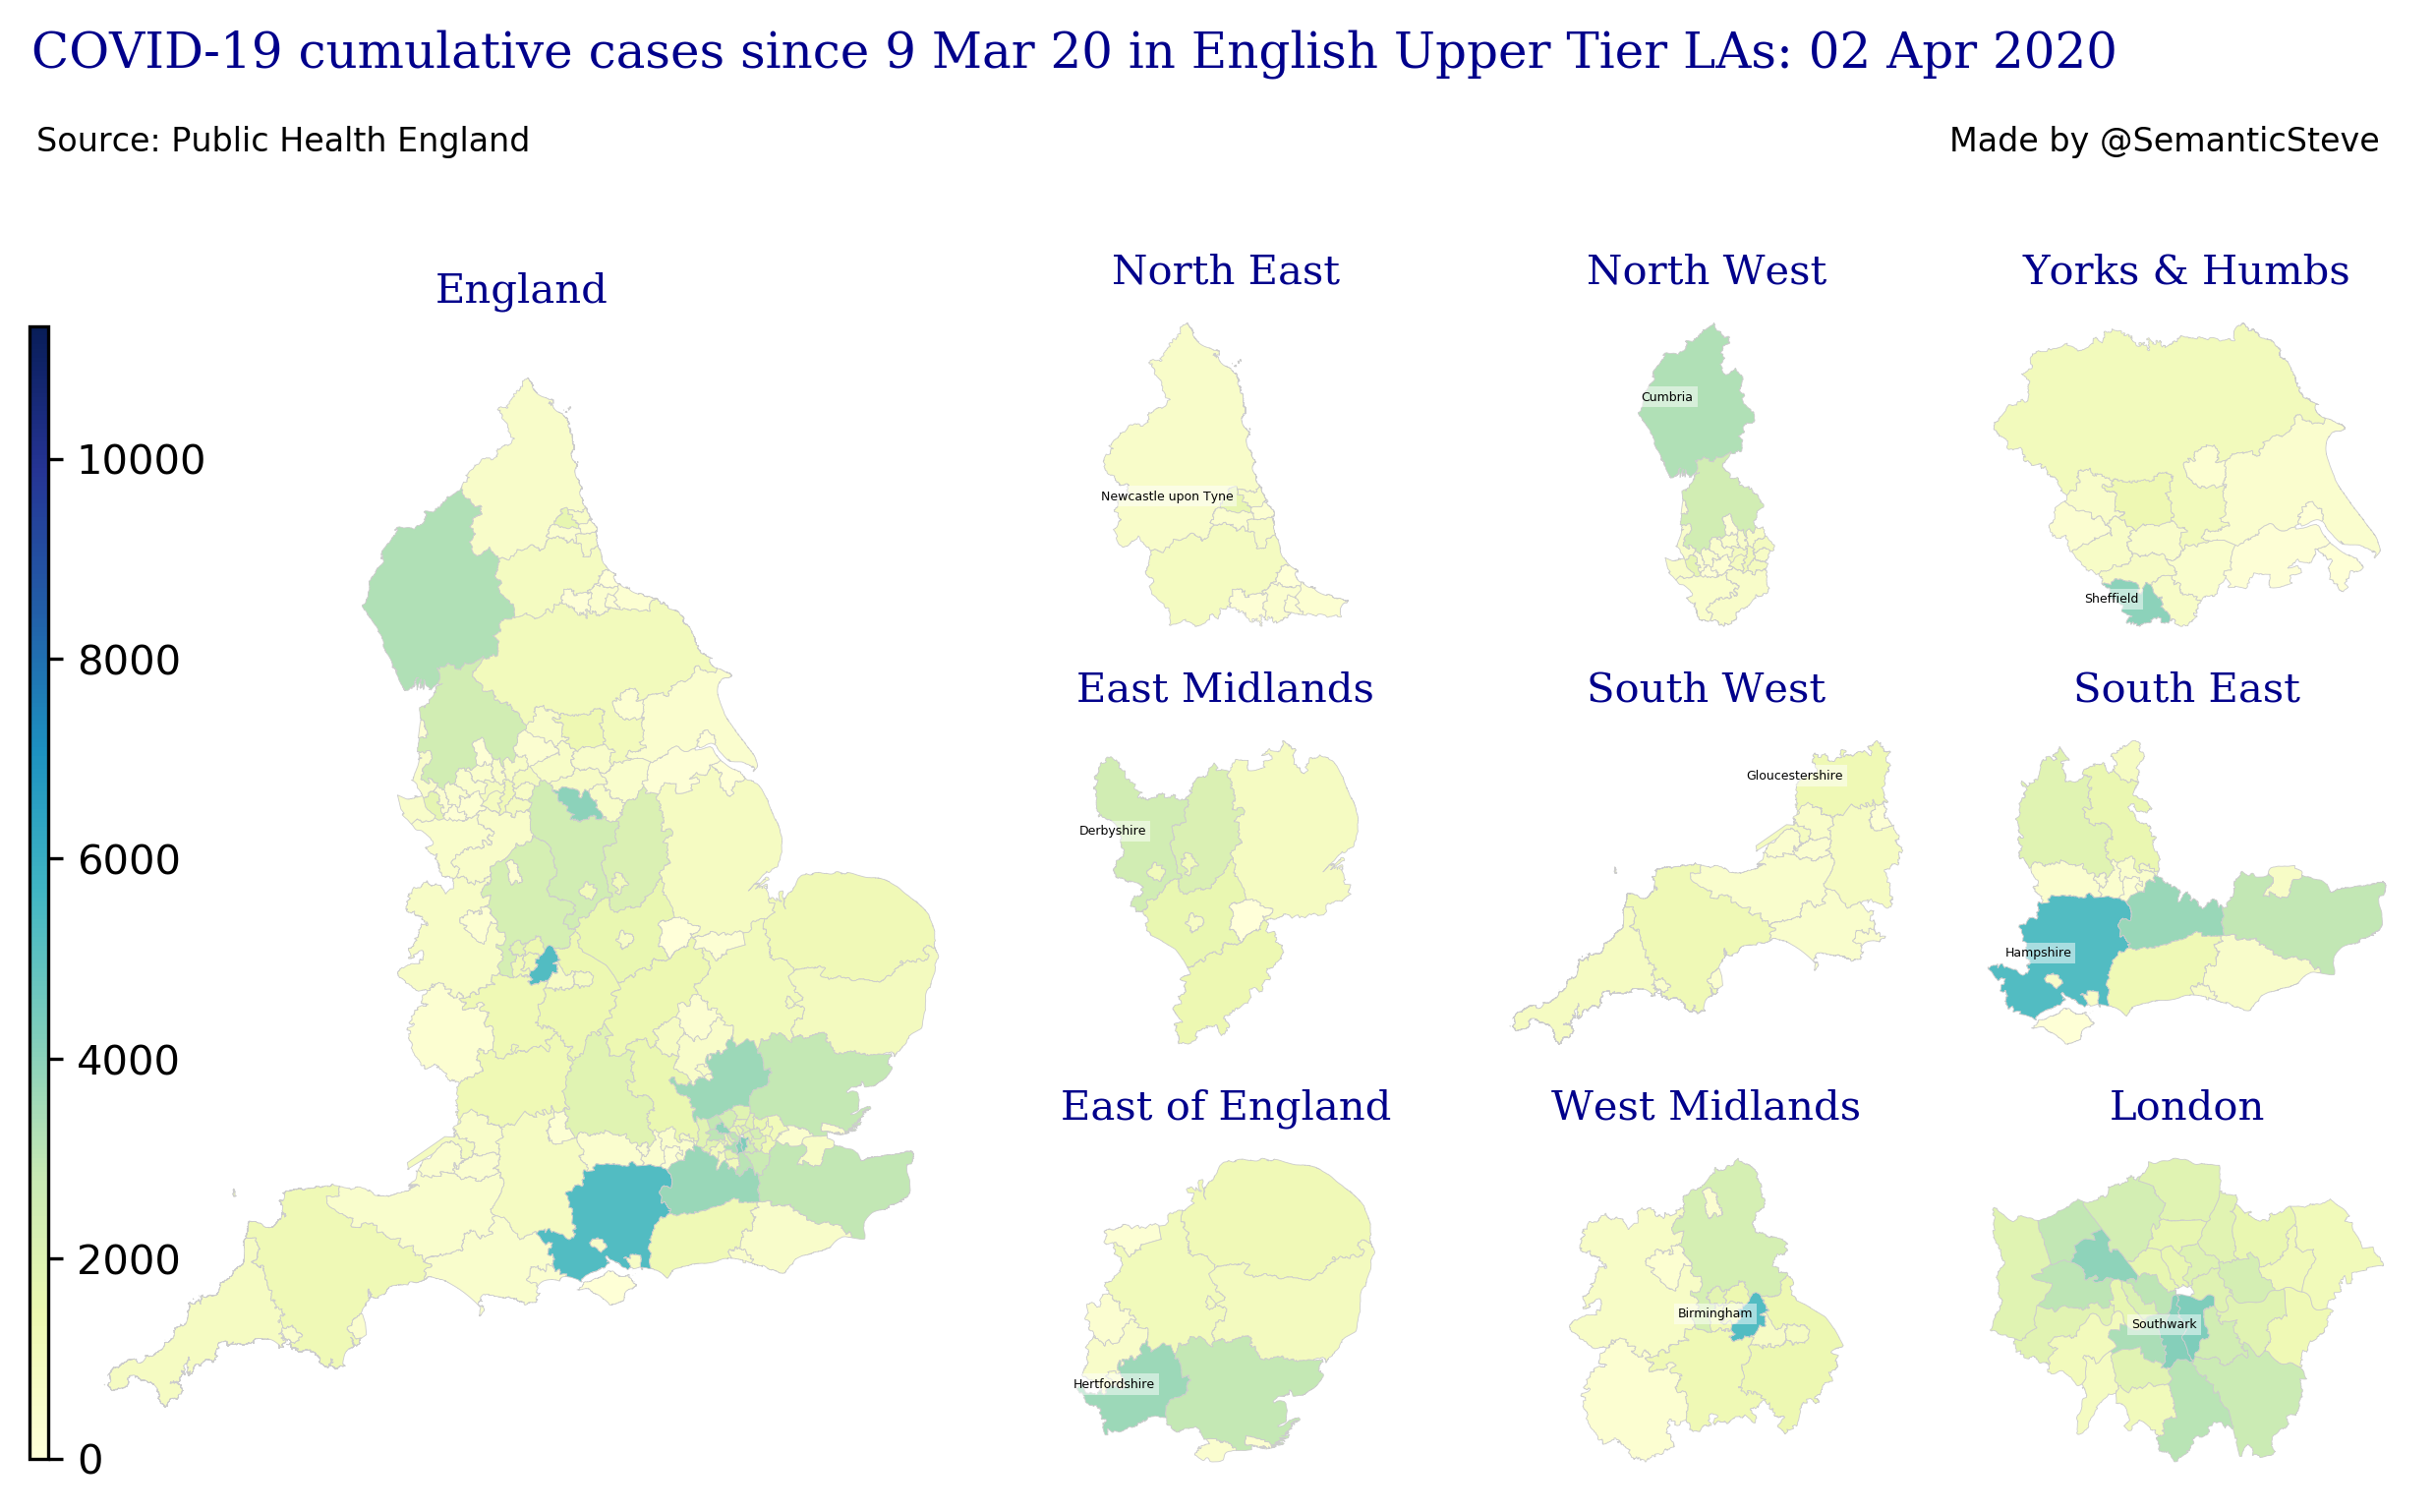 COVID-19 cumulative cases since 9 Mar 20 in English Upper Tier LAs: 02 Apr 2020
Source: Public Health England
Made by @SemanticSteve
England
10000
8000
6000
4000
2000
0
North East
Newcastle upon Tyne
North West
Cumbria
Yorks & Humbs
Sheffield
East Midlands
Derbyshire
South West
Gloucestershire
South East
Hampshire
East of England
Hertfordshire
West Midlands
Birmingham
London
Southwark